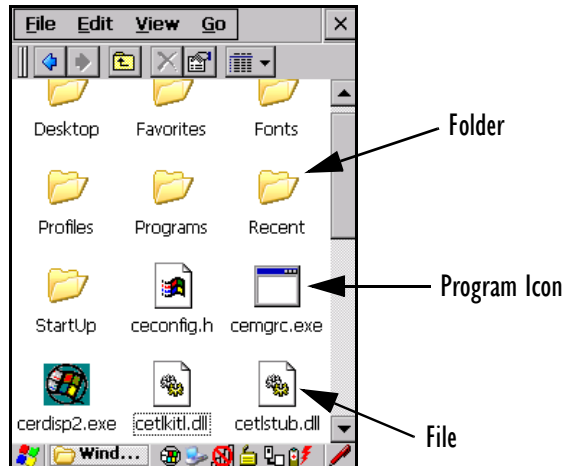 File Edit View Go
Desktop Favorites Fonts
Folder
Profiles Programs Recent
Program Icon
StartUp ceconfig.h cemgrc.exe
cerdisp2.exe cetlkitl.dll cetlstub.dll
File
Wind...